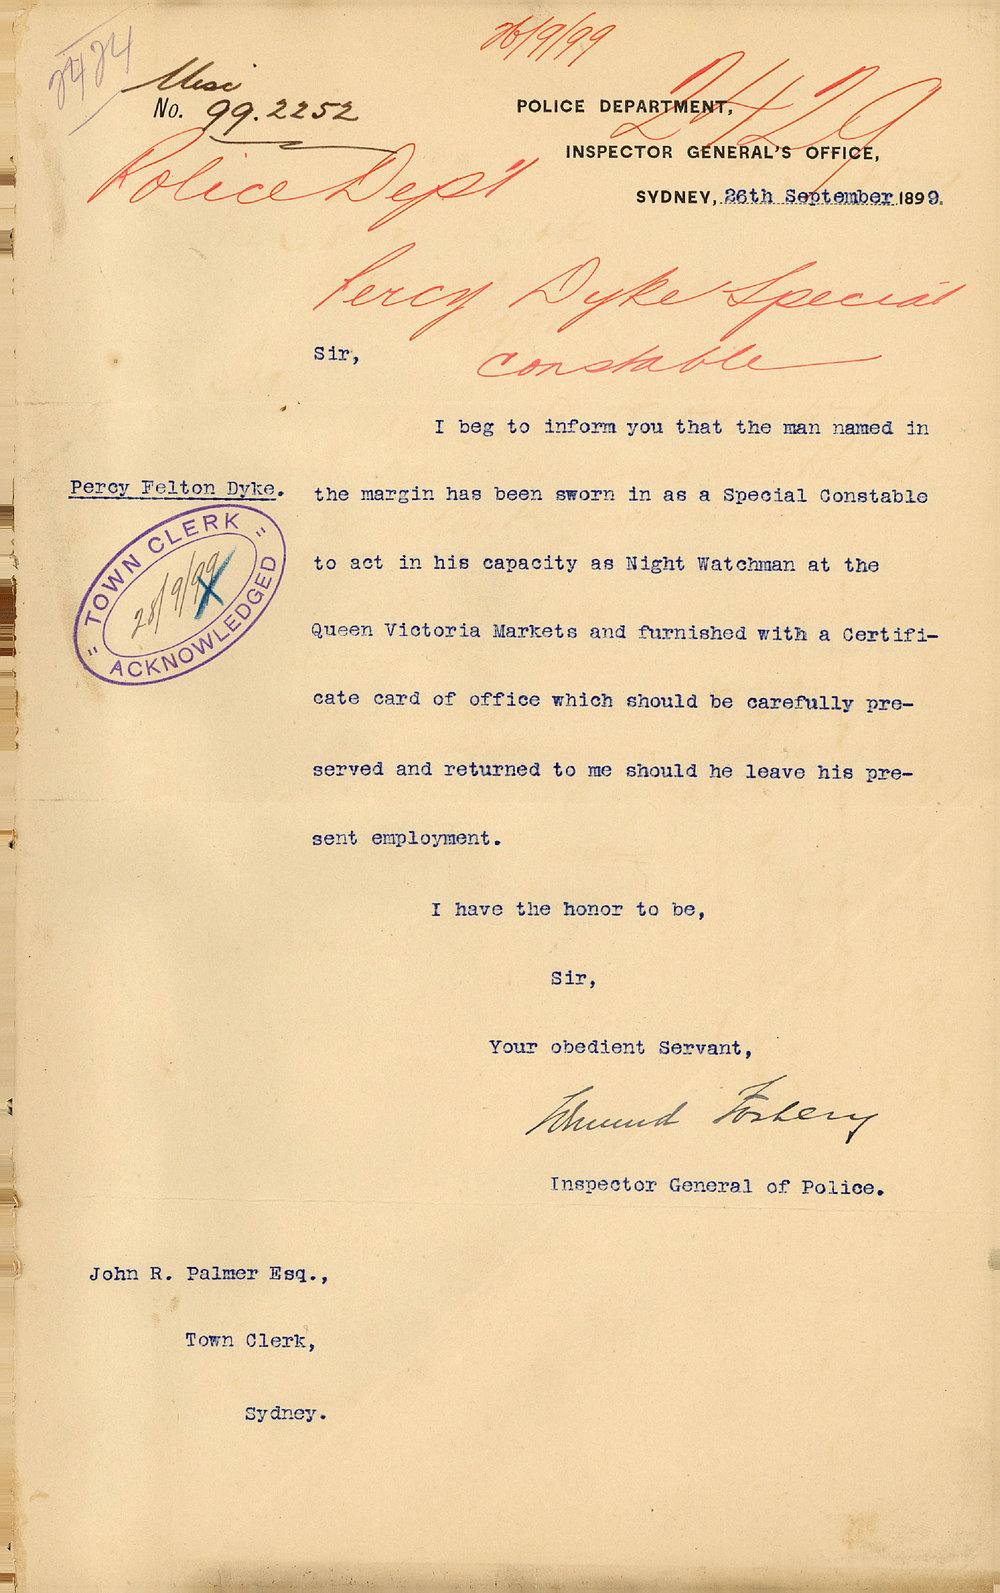 26/9/99
2424
Misc
No. 99.2252
POLICE DEPARTMENT,
2429
INSPECTOR GENERAL'S OFFICE,
Police Dep't
SYDNEY, 26th September 1899.
Percy Dyke Special
constable
Sir,
I beg to inform you that the man named in
Percy Felton Dyke.
the margin has been sworn in as a Special Constable
to act in his capacity as Night Watchman at the
Queen Victoria Markets and furnished with a Certifi-
cate card of office which should be carefully pre-
served and returned to me should he leave his pre-
sent employment.
"TOWN CLERK"
28/9/99
ACKNOWLEDGED
I have the honor to be,
Sir,
Your obedient Servant,
Edmund Fosbery
Inspector General of Police.
John R. Palmer Esq.,
Town Clerk,
Sydney.